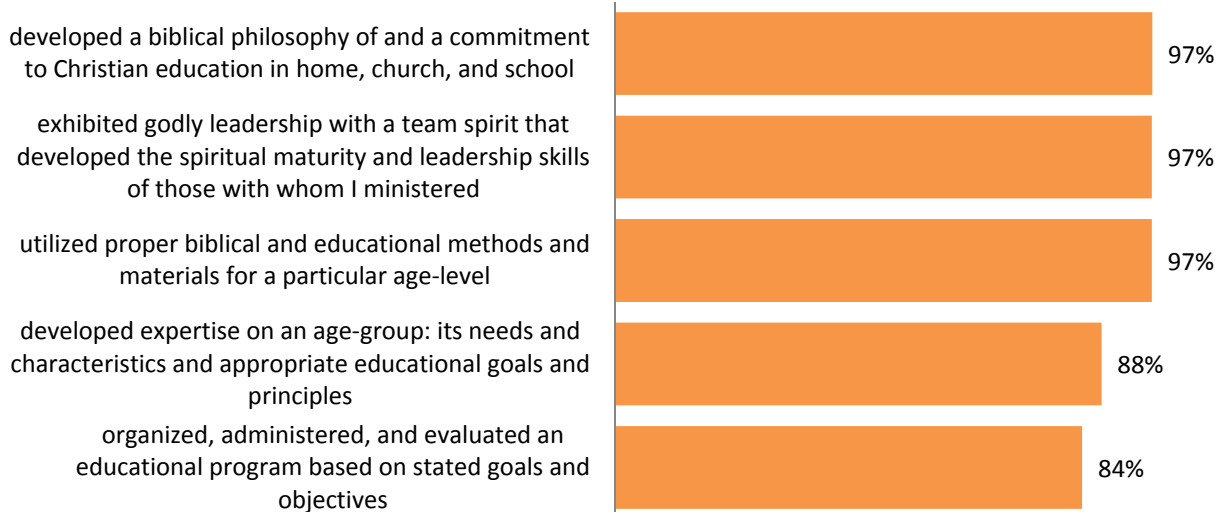 developed a biblical philosophy of and a commitment
to Christian education in home, church, and school
97%
exhibited godly leadership with a team spirit that
developed the spiritual maturity and leadership skills
of those with whom I ministered
97%
utilized proper biblical and educational methods and
materials for a particular age-level
97%
developed expertise on an age-group: its needs and
characteristics and appropriate educational goals and
principles
88%
organized, administered, and evaluated an
educational program based on stated goals and
objectives
84%